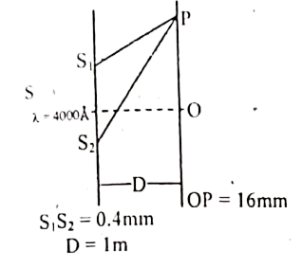 P
S₁
S
λ = 4000Å
O
S₂
D
OP = 16mm
S₁S₂ = 0.4mm
D = 1m